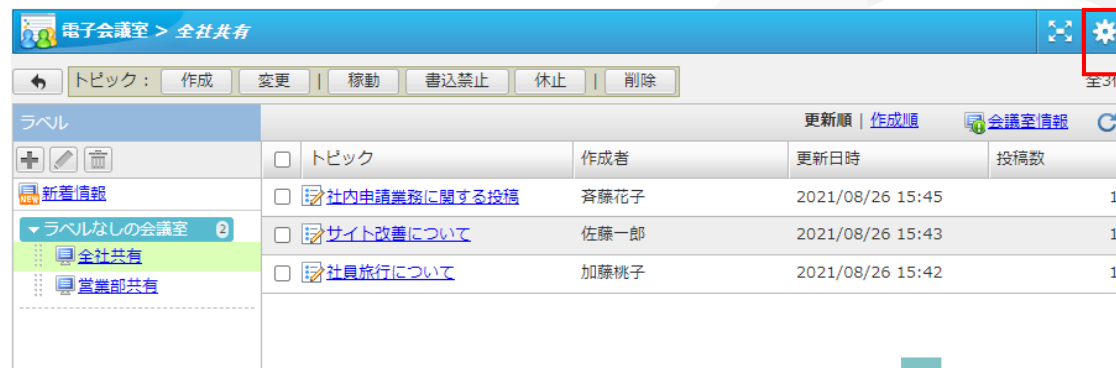 電子会議室 > 全社共有
トピック： 作成 変更 | 稼動 書込禁止 休止 | 削除
全3
ラベル
更新順 | 作成順 会議室情報
トピック 作成者 更新日時 投稿数
NEW 新着情報
社内申請業務に関する投稿 斉藤花子 2021/08/26 15:45 1
ラベルなしの会議室 2
サイト改善について 佐藤一郎 2021/08/26 15:43 1
全社共有
社員旅行について 加藤桃子 2021/08/26 15:42 1
営業部共有